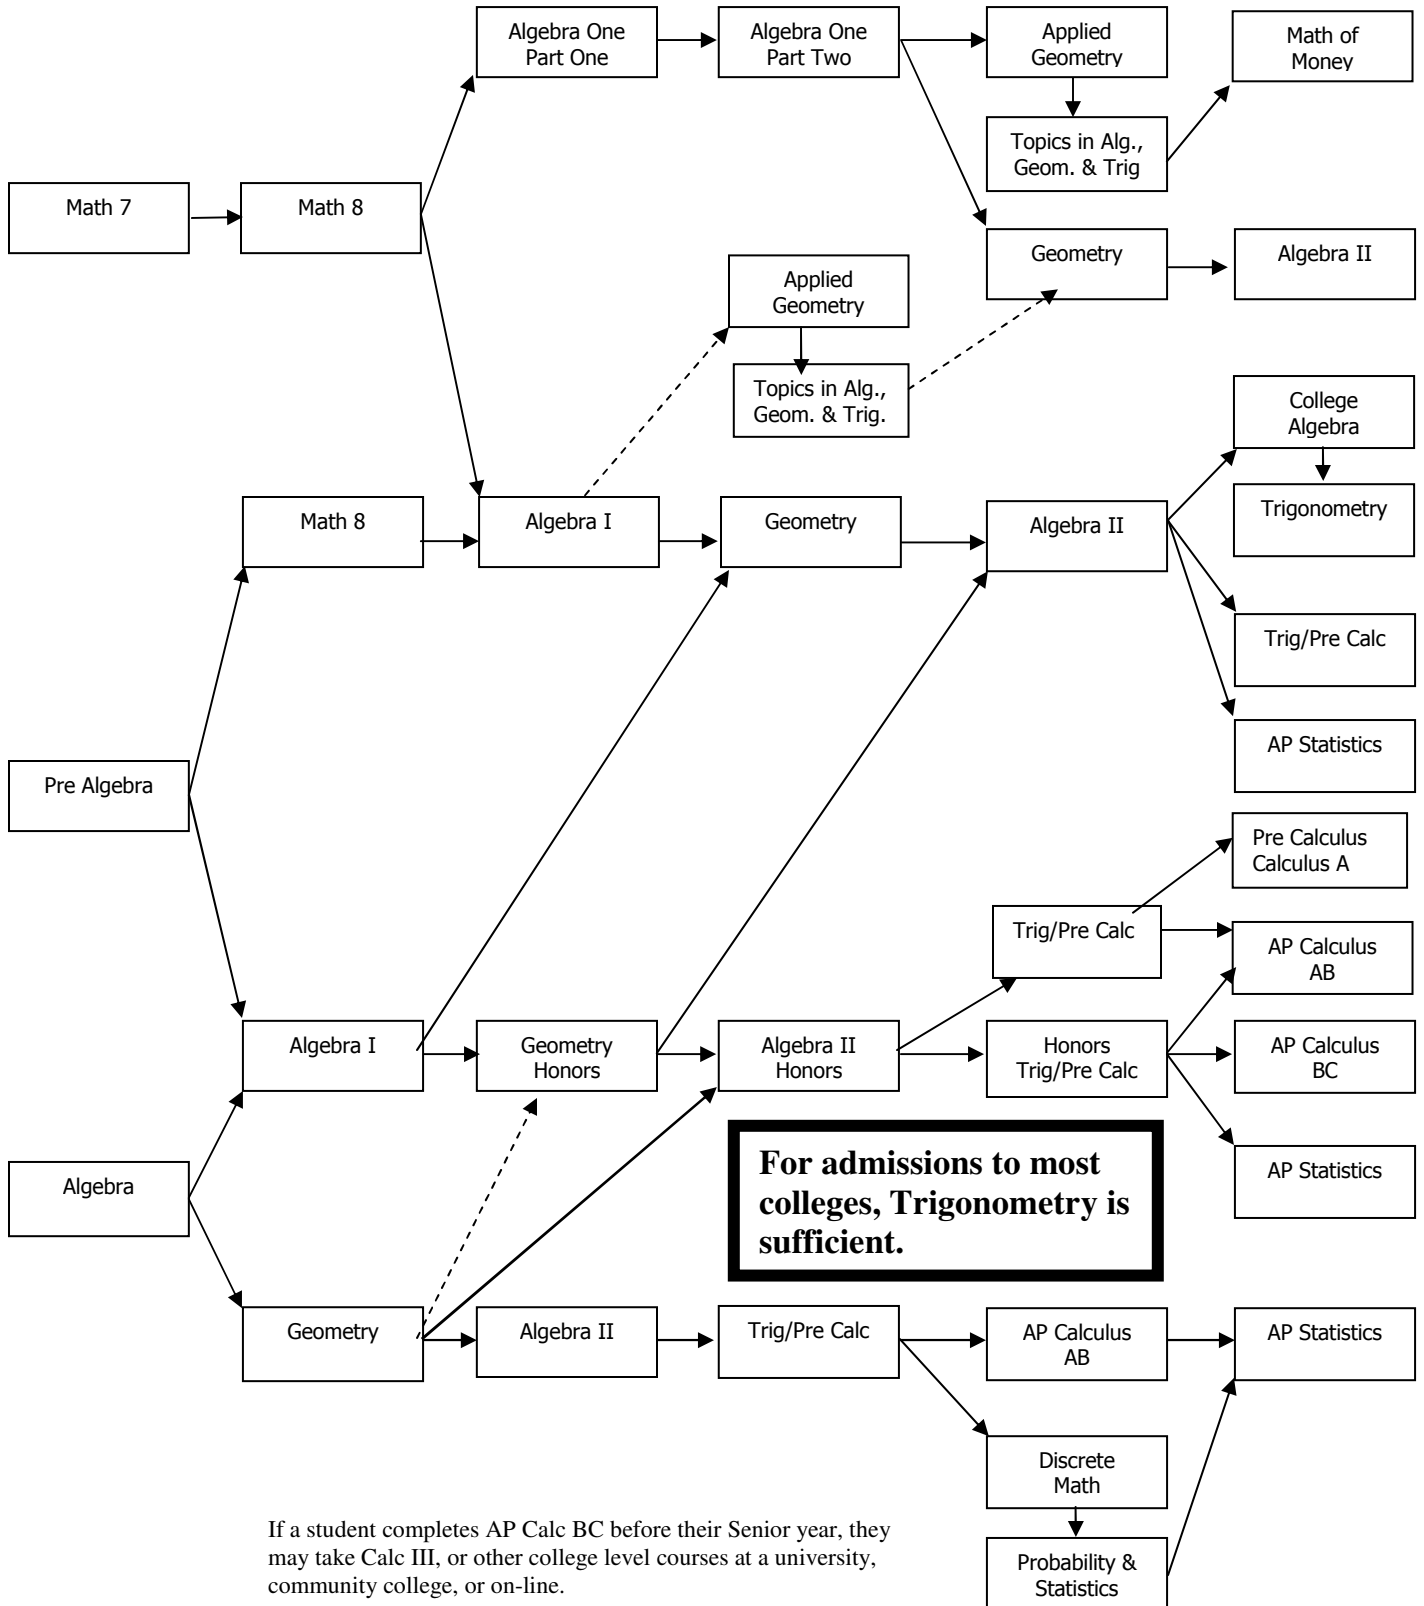 Algebra One
Part One
Algebra One
Part Two
Applied
Geometry
Math of
Money
Topics in Alg.,
Geom. & Trig
Math 7
Math 8
Geometry
Algebra II
Applied
Geometry
Topics in Alg.,
Geom. & Trig.
College
Algebra
Trigonometry
Math 8
Algebra I
Geometry
Algebra II
Trig/Pre Calc
AP Statistics
Pre Algebra
Pre Calculus
Calculus A
Trig/Pre Calc
AP Calculus
AB
Algebra I
Geometry
Honors
Algebra II
Honors
Honors
Trig/Pre Calc
AP Calculus
BC
For admissions to most
colleges, Trigonometry is
sufficient.
AP Statistics
Algebra
Geometry
Algebra II
Trig/Pre Calc
AP Calculus
AB
AP Statistics
Discrete
Math
Probability &
Statistics
If a student completes AP Calc BC before their Senior year, they
may take Calc III, or other college level courses at a university,
community college, or on-line.